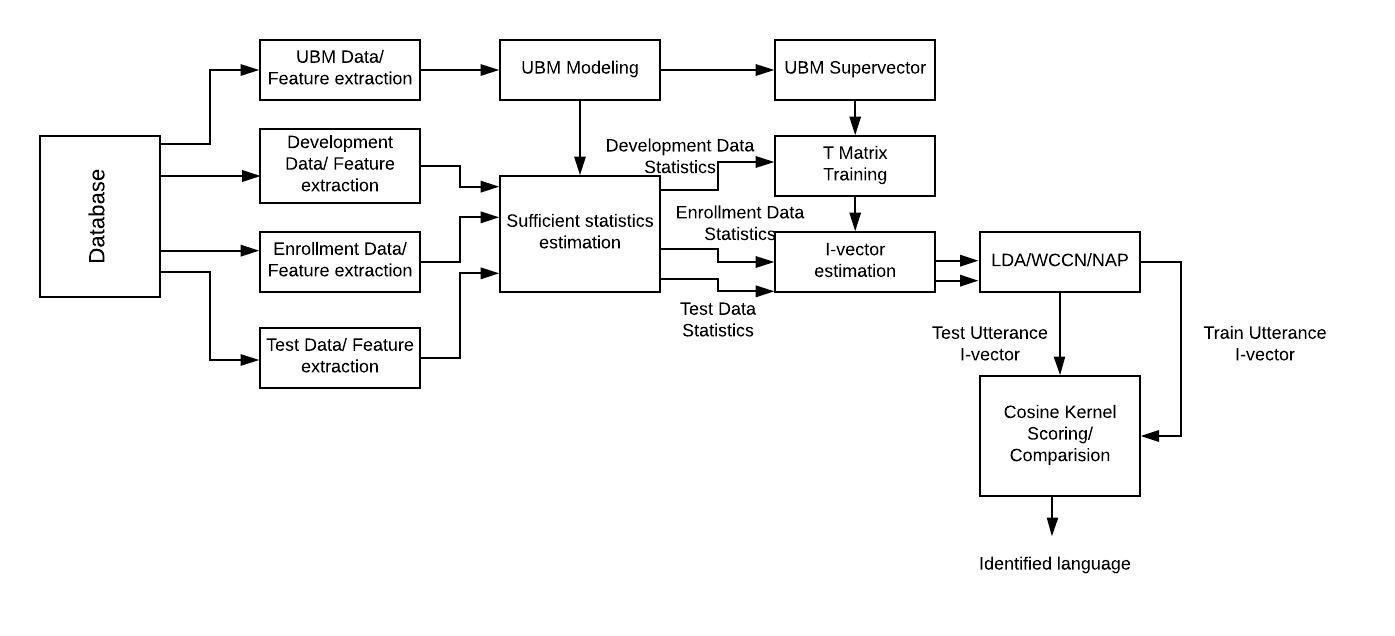 UBM Data/
Feature extraction
UBM Modeling
UBM Supervector
Development
Data/ Feature
extraction
Development Data
Statistics
T Matrix
Training
Database
Sufficient statistics
estimation
Enrollment Data
Statistics
Enrollment Data/
Feature extraction
I-vector
estimation
LDA/WCCN/NAP
Test Data
Statistics
Test Data/ Feature
extraction
Test Utterance
I-vector
Train Utterance
I-vector
Cosine Kernel
Scoring/
Comparision
Identified language